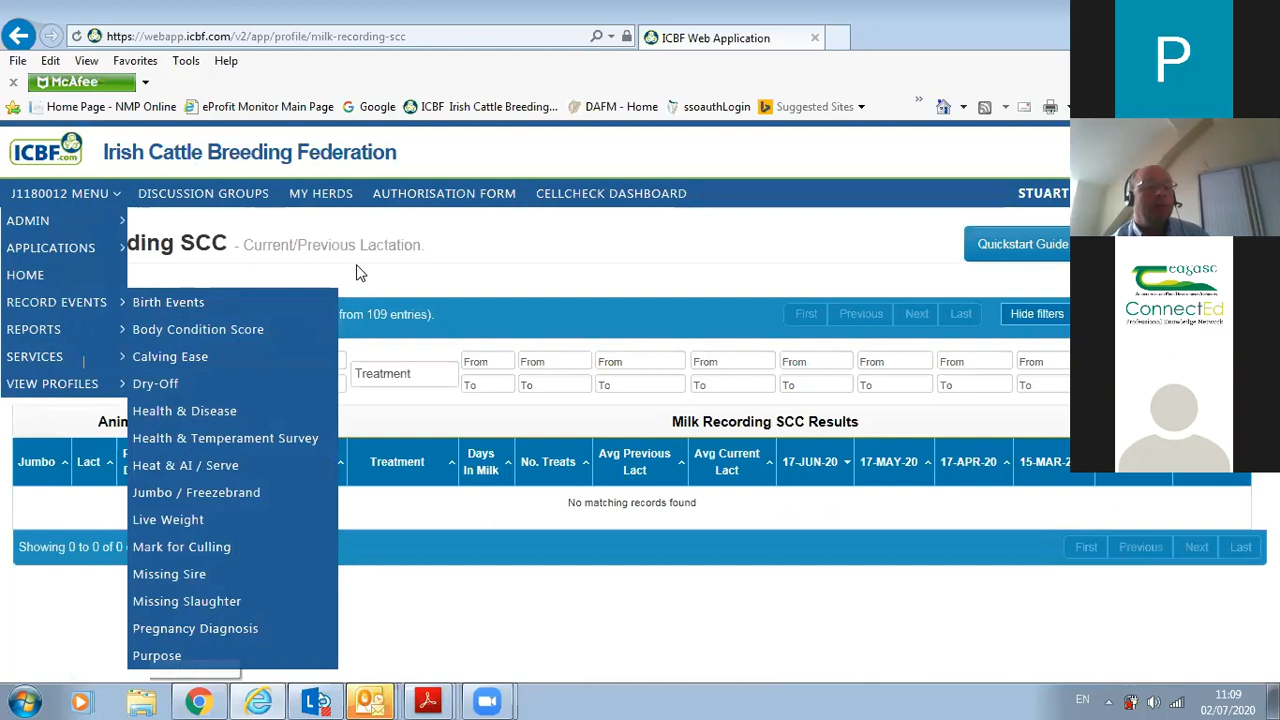 https://webapp.icbf.com/v2/app/profile/milk-recording-scc
ICBF Web Application
File Edit View Favorites Tools Help
McAfee
Home Page - NMP Online eProfit Monitor Main Page Google ICBF Irish Cattle Breeding... DAFM - Home ssoauthLogin Suggested Sites
P
ICBF.com Irish Cattle Breeding Federation
J1180012 MENU DISCUSSION GROUPS MY HERDS AUTHORISATION FORM CELLCHECK DASHBOARD STUART
ADMIN
APPLICATIONS
HOME
RECORD EVENTS
REPORTS
SERVICES
VIEW PROFILES
ding SCC - Current/Previous Lactation.
Quickstart Guide
Birth Events
Body Condition Score
Calving Ease
Dry-Off
Health & Disease
Health & Temperament Survey
Heat & AI / Serve
Jumbo / Freezebrand
Live Weight
Mark for Culling
Missing Sire
Missing Slaughter
Pregnancy Diagnosis
Purpose
from 109 entries).
First Previous Next Last
Hide filters
Treatment
From From From From From From From From
To To To To To To To To
Anim Milk Recording SCC Results
Jumbo Lact Treatment Days In Milk No. Treats Avg Previous Lact Avg Current Lact 17-JUN-20 17-MAY-20 17-APR-20 15-MAR-2
No matching records found
Showing 0 to 0 of 0
First Previous Next Last
eagasc
ConnectEd
Professional Knowledge Network
EN
11:09
02/07/2020